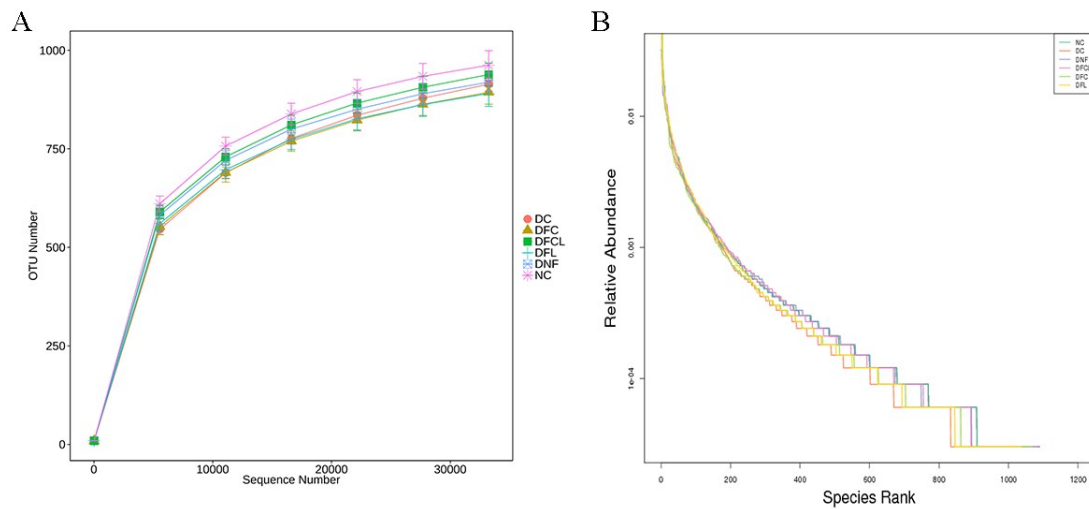 A
1000
750
500
250
0
OTU Number
0
10000
20000
30000
Sequence Number
DC
DFC
DFCL
DFL
DNF
NC
B
NC
DC
DNF
DFCL
DFC
DFL
0.01
0.001
1e-04
Relative Abundance
0
200
400
600
800
1000
1200
Species Rank